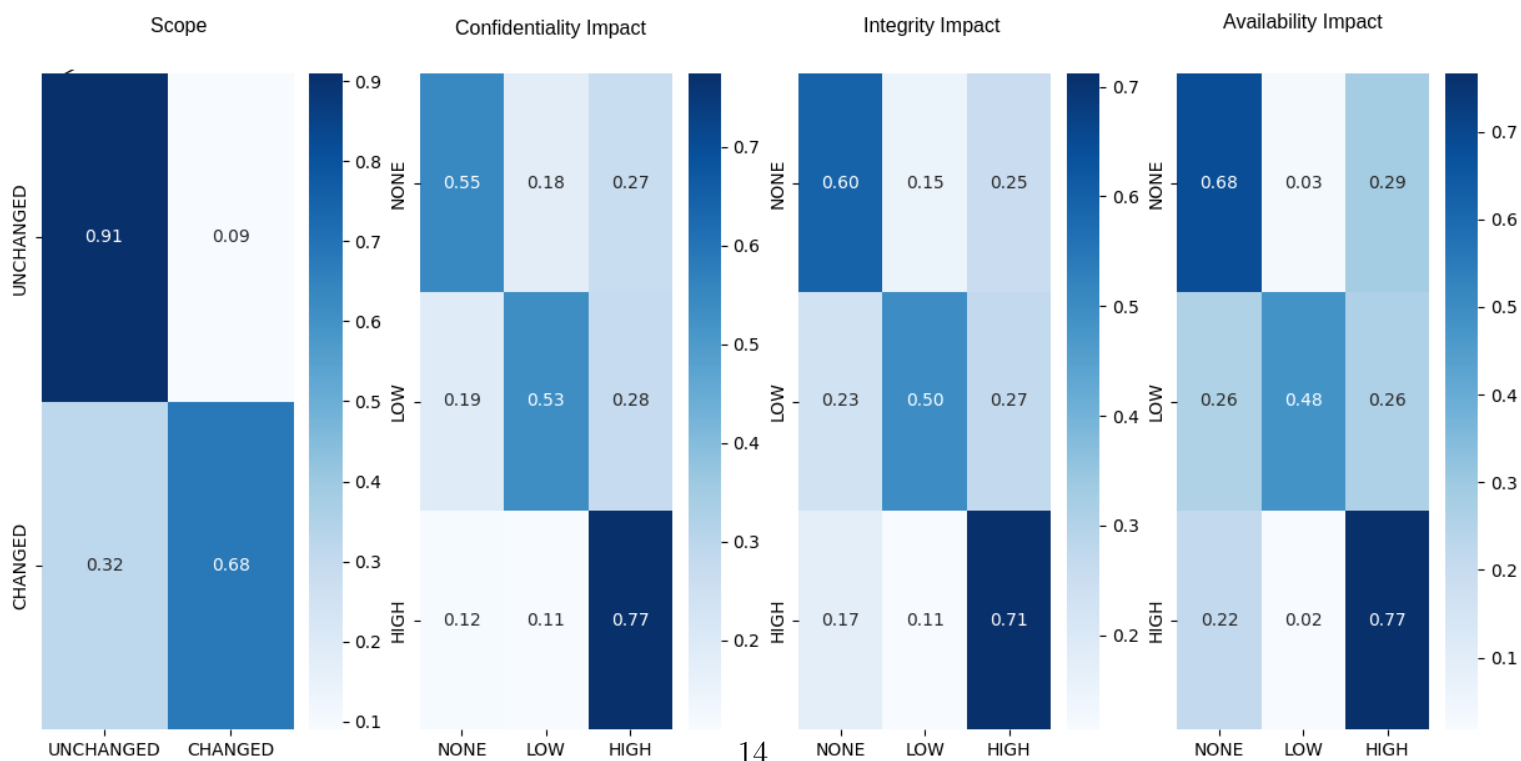 Scope
UNCHANGED
CHANGED
0.91 0.09
0.32 0.68
UNCHANGED CHANGED
0.9
0.8
0.7
0.6
0.5
0.4
0.3
0.2
0.1
Confidentiality Impact
NONE
LOW
HIGH
0.55 0.18 0.27
0.19 0.53 0.28
0.12 0.11 0.77
NONE LOW HIGH
0.7
0.6
0.5
0.4
0.3
0.2
Integrity Impact
NONE
LOW
HIGH
0.60 0.15 0.25
0.23 0.50 0.27
0.17 0.11 0.71
NONE LOW HIGH
0.7
0.6
0.5
0.4
0.3
0.2
Availability Impact
NONE
LOW
HIGH
0.68 0.03 0.29
0.26 0.48 0.26
0.22 0.02 0.77
NONE LOW HIGH
0.7
0.6
0.5
0.4
0.3
0.2
0.1
14